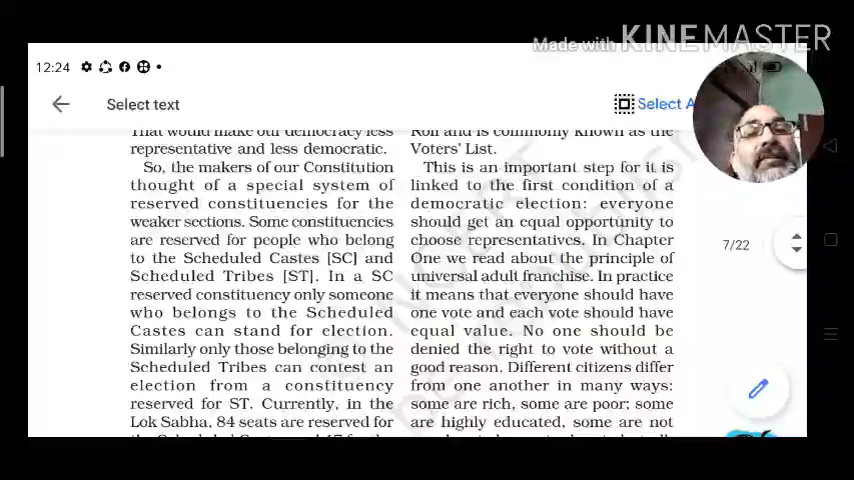 Made with KINEMASTER
12:24
Select text
Select A
That would make our democracy less
representative and less democratic.
So, the makers of our Constitution
thought of a special system of
reserved constituencies for the
weaker sections. Some constituencies
are reserved for people who belong
to the Scheduled Castes [SC] and
Scheduled Tribes [ST]. In a SC
reserved constituency only someone
who belongs to the Scheduled
Castes can stand for election.
Similarly only those belonging to the
Scheduled Tribes can contest an
election from a constituency
reserved for ST. Currently, in the
Lok Sabha, 84 seats are reserved for
Roll and is commonly known as the
Voters' List.
This is an important step for it is
linked to the first condition of a
democratic election: everyone
should get an equal opportunity to
choose representatives. In Chapter
One we read about the principle of
universal adult franchise. In practice
it means that everyone should have
one vote and each vote should have
equal value. No one should be
denied the right to vote without a
good reason. Different citizens differ
from one another in many ways:
some are rich, some are poor; some
are highly educated, some are not
7/22